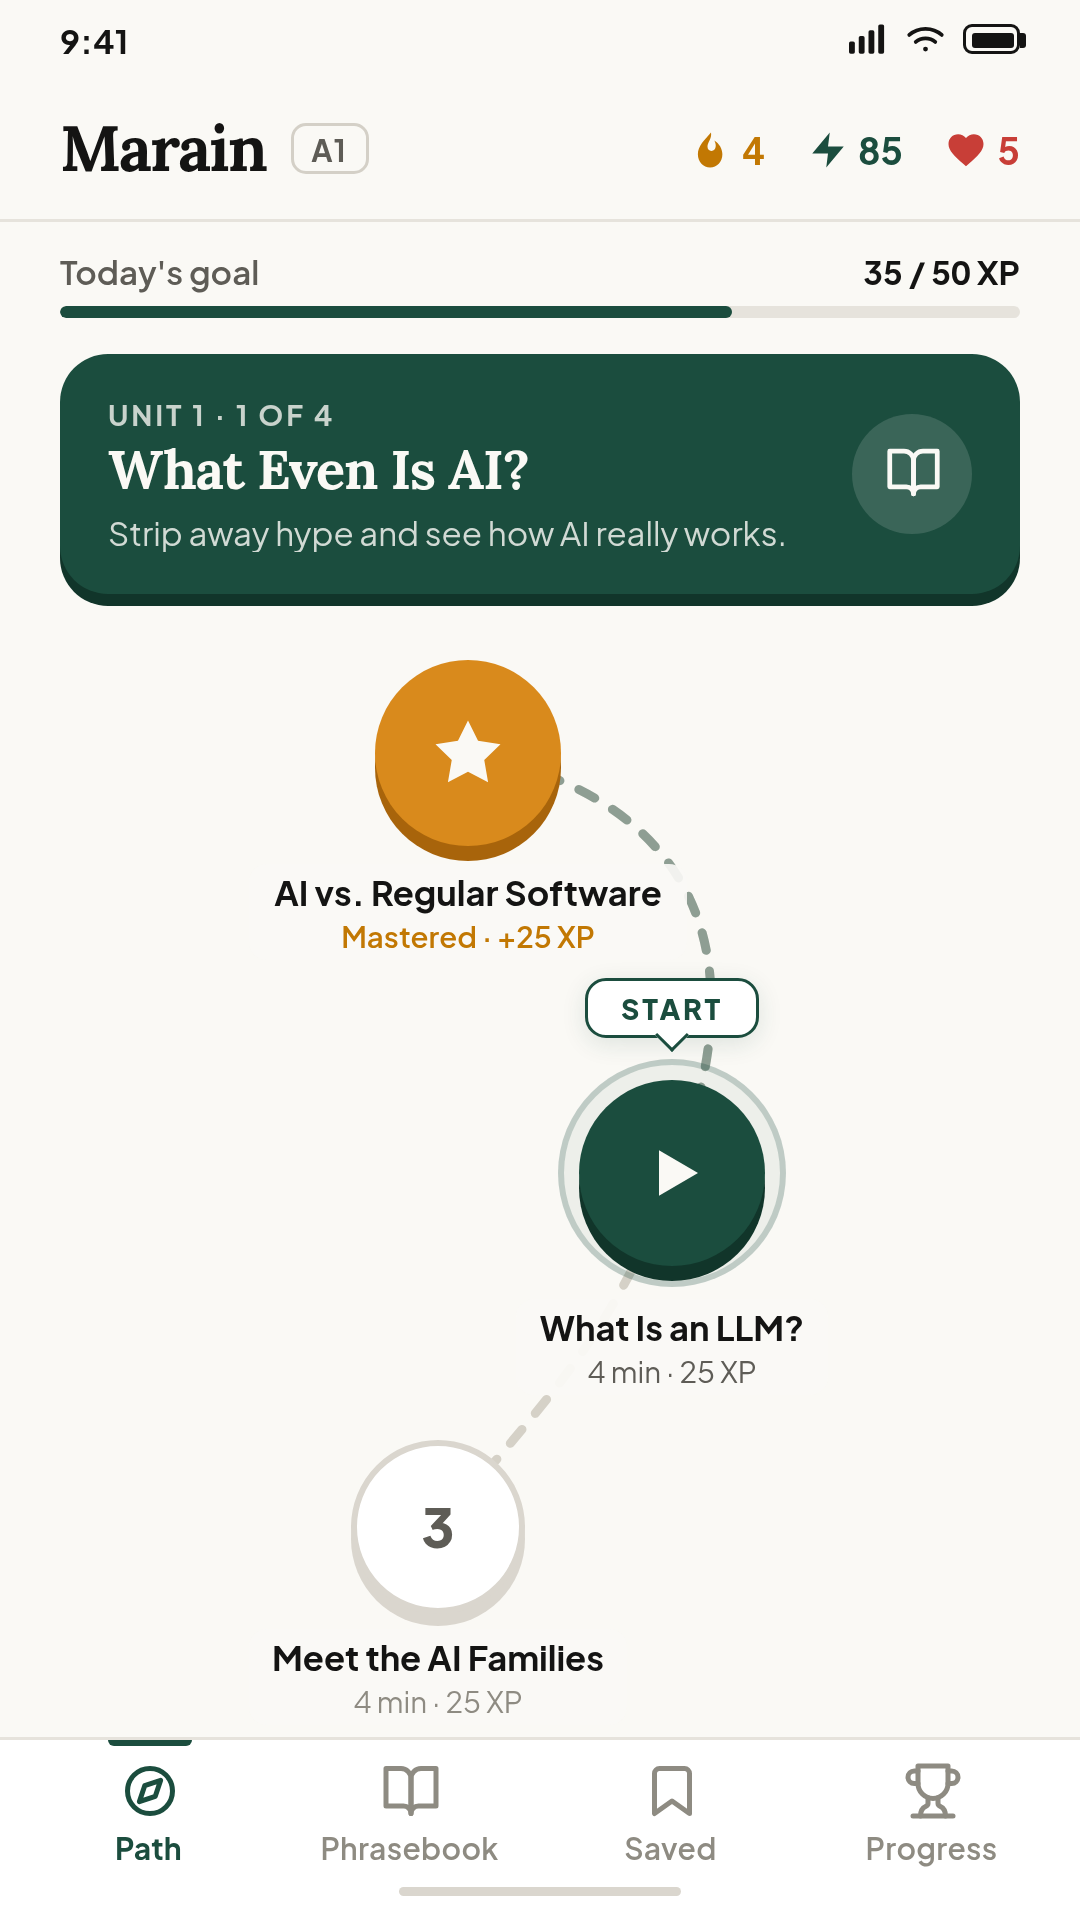 9:41
Marain A1 4 85 5
Today's goal 35 / 50 XP
UNIT 1 · 1 OF 4
What Even Is AI?
Strip away hype and see how AI really works.
AI vs. Regular Software
Mastered · +25 XP
START
What Is an LLM?
4 min · 25 XP
3
Meet the AI Families
4 min · 25 XP
Path Phrasebook Saved Progress